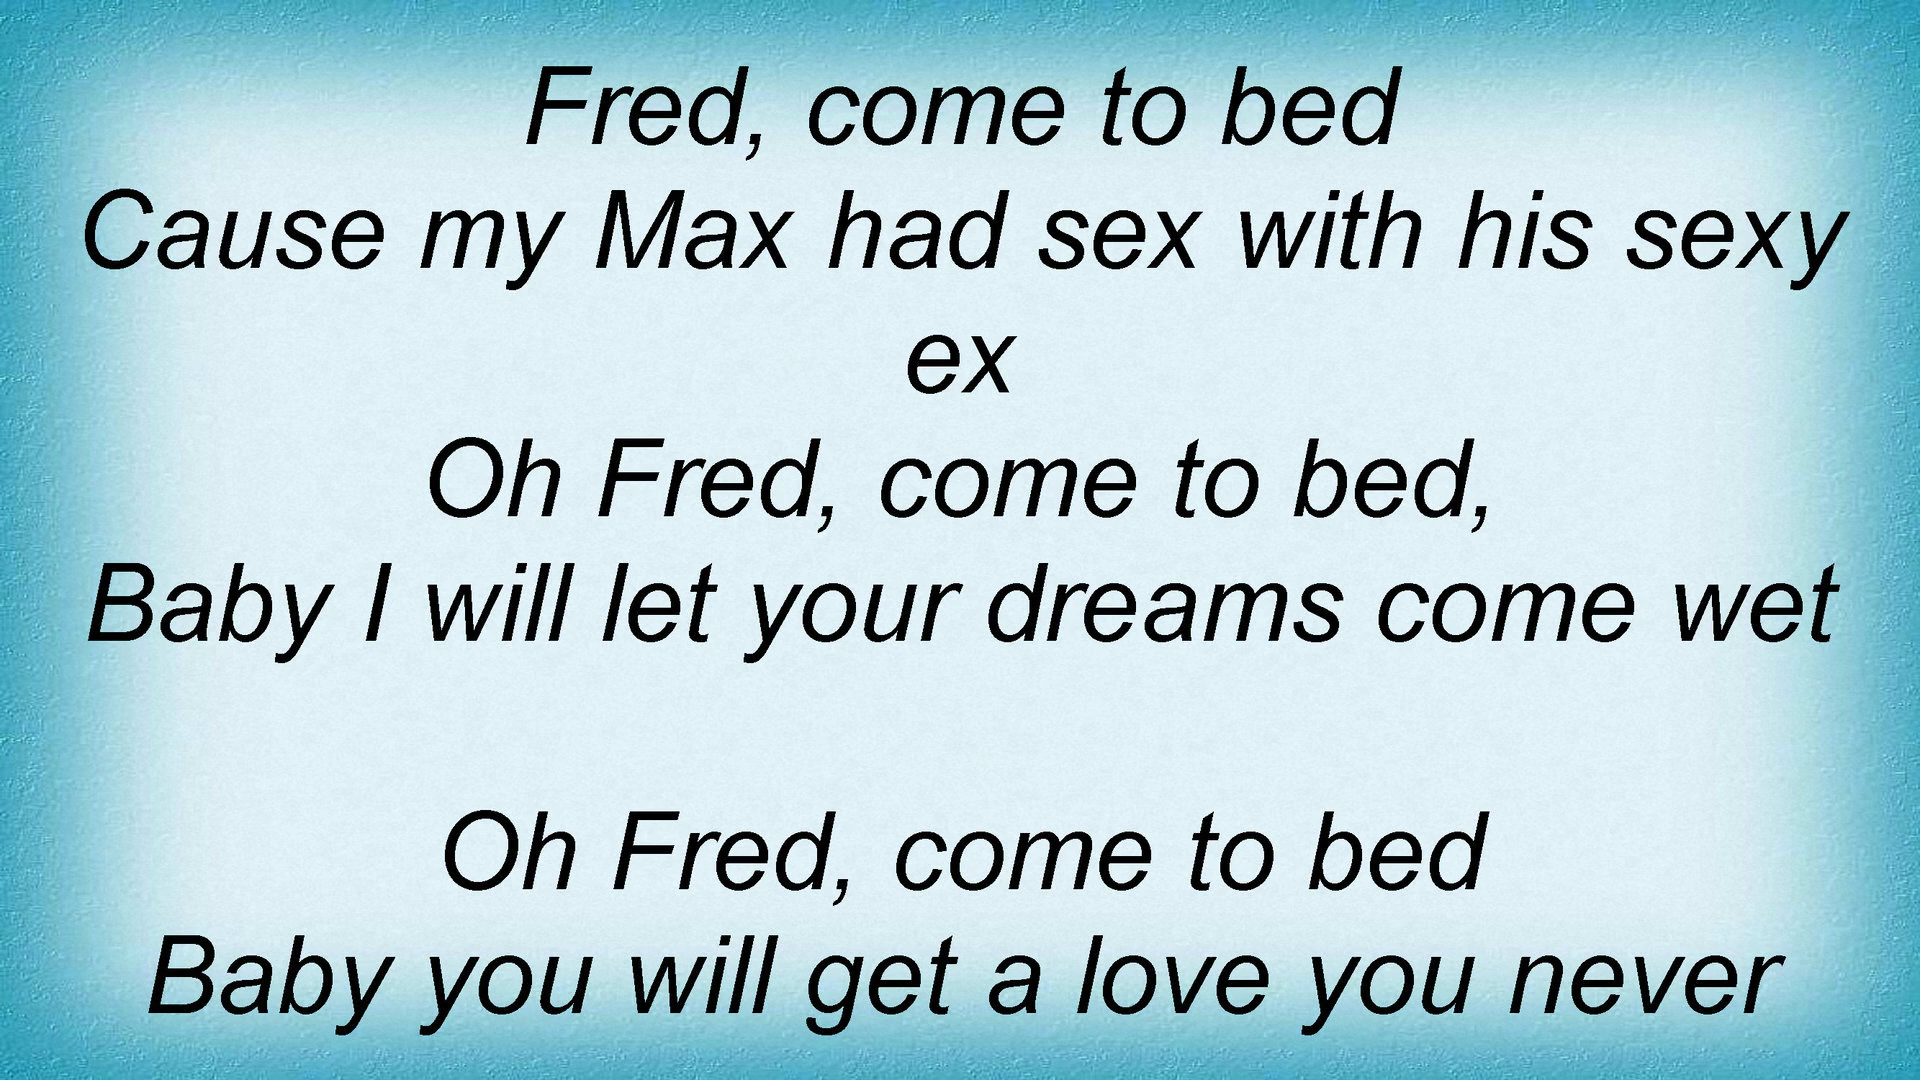 Fred, come to bed
Cause my Max had sex with his sexy
ex
Oh Fred, come to bed,
Baby I will let your dreams come wet
Oh Fred, come to bed
Baby you will get a love you never